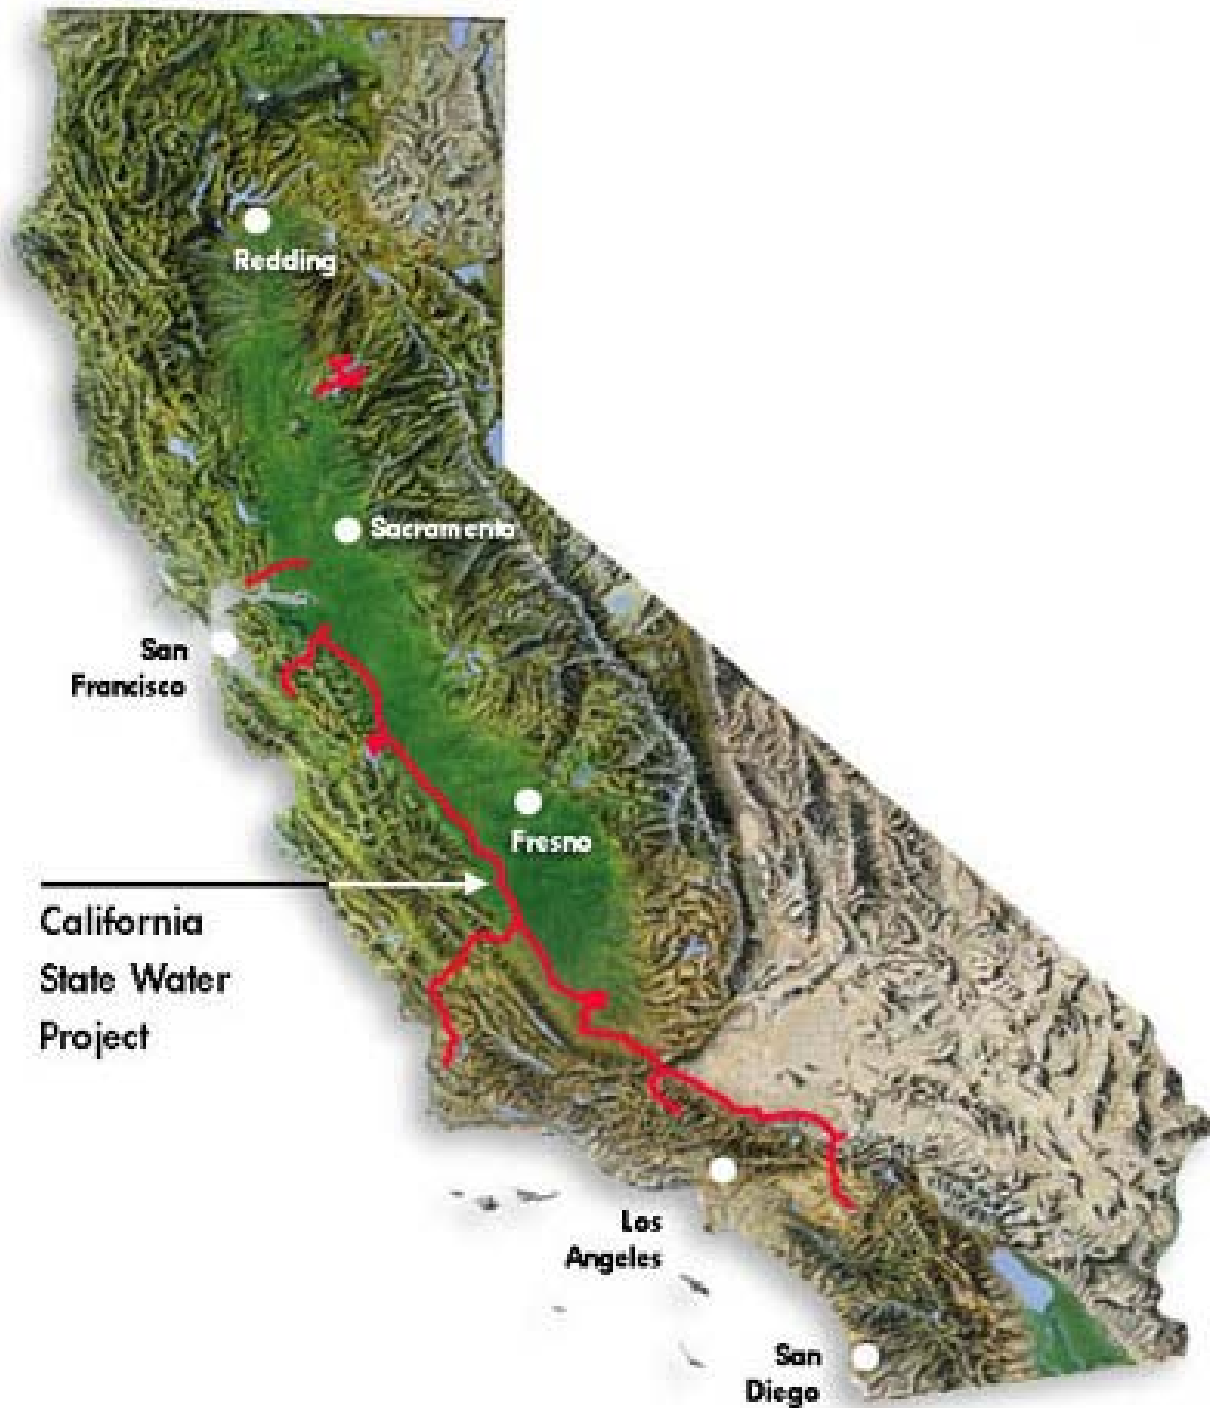 Redding
Sacramento
San
Francisco
Fresno
California
State Water
Project
Los
Angeles
San
Diego